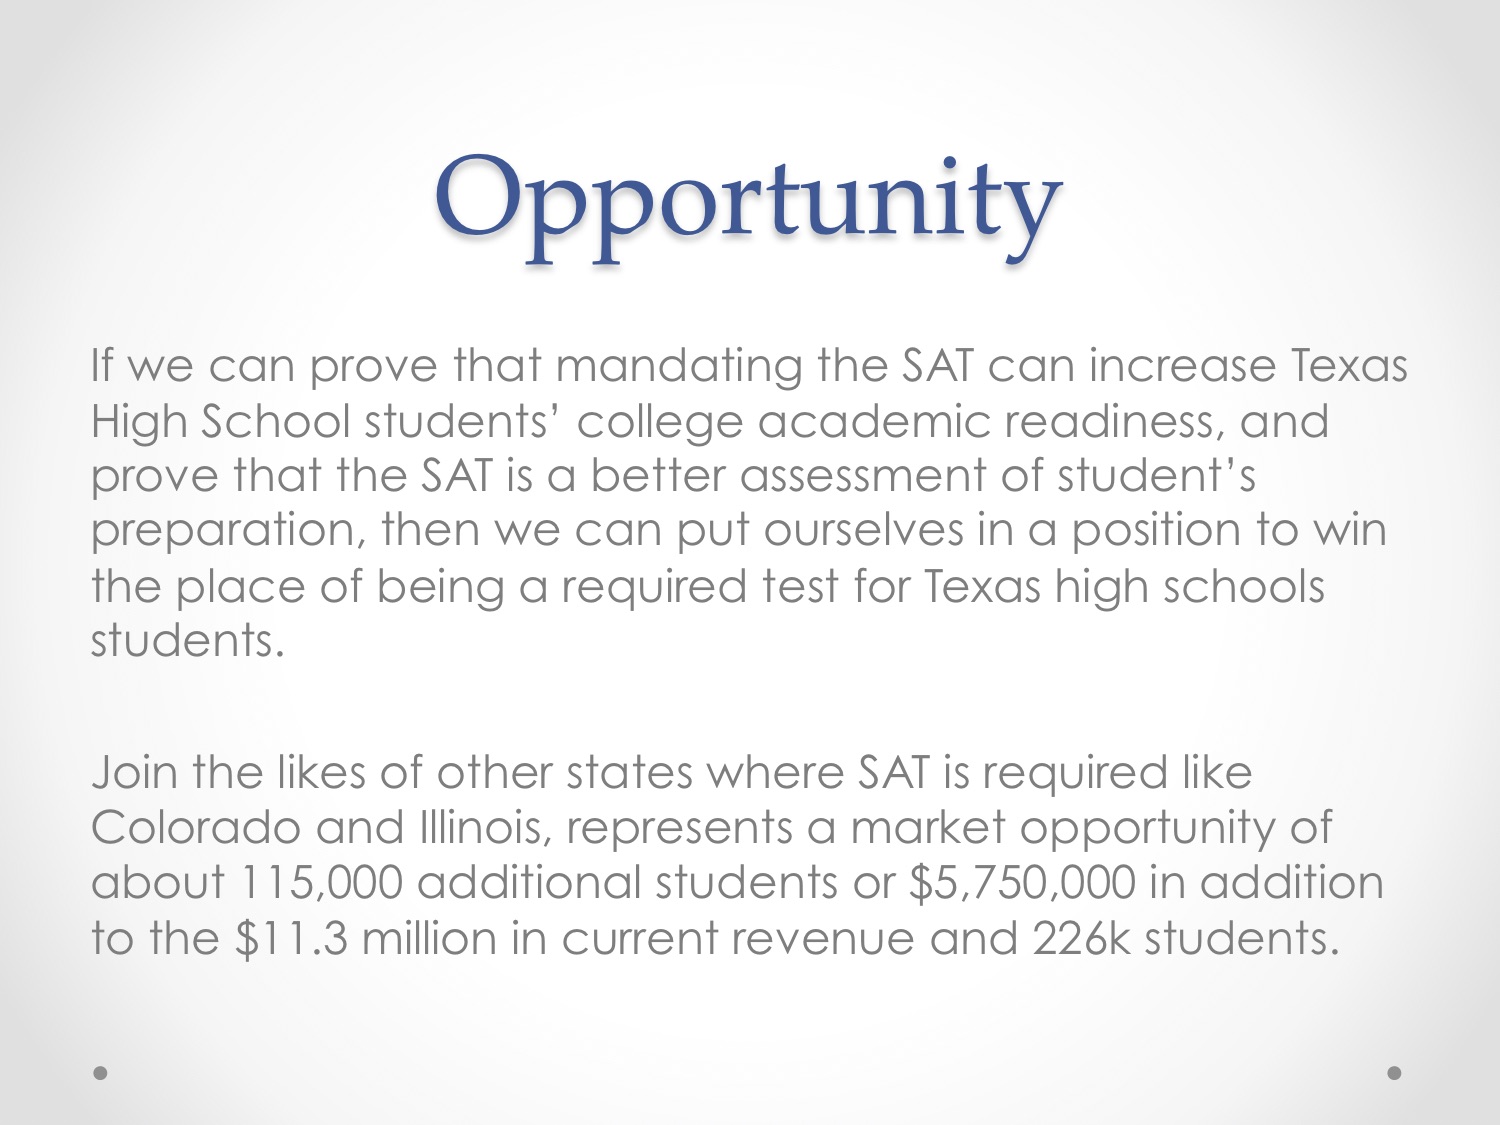 Opportunity
If we can prove that mandating the SAT can increase Texas
High School students’ college academic readiness, and
prove that the SAT is a better assessment of student’s
preparation, then we can put ourselves in a position to win
the place of being a required test for Texas high schools
students.
Join the likes of other states where SAT is required like
Colorado and Illinois, represents a market opportunity of
about 115,000 additional students or $5,750,000 in addition
to the $11.3 million in current revenue and 226k students.